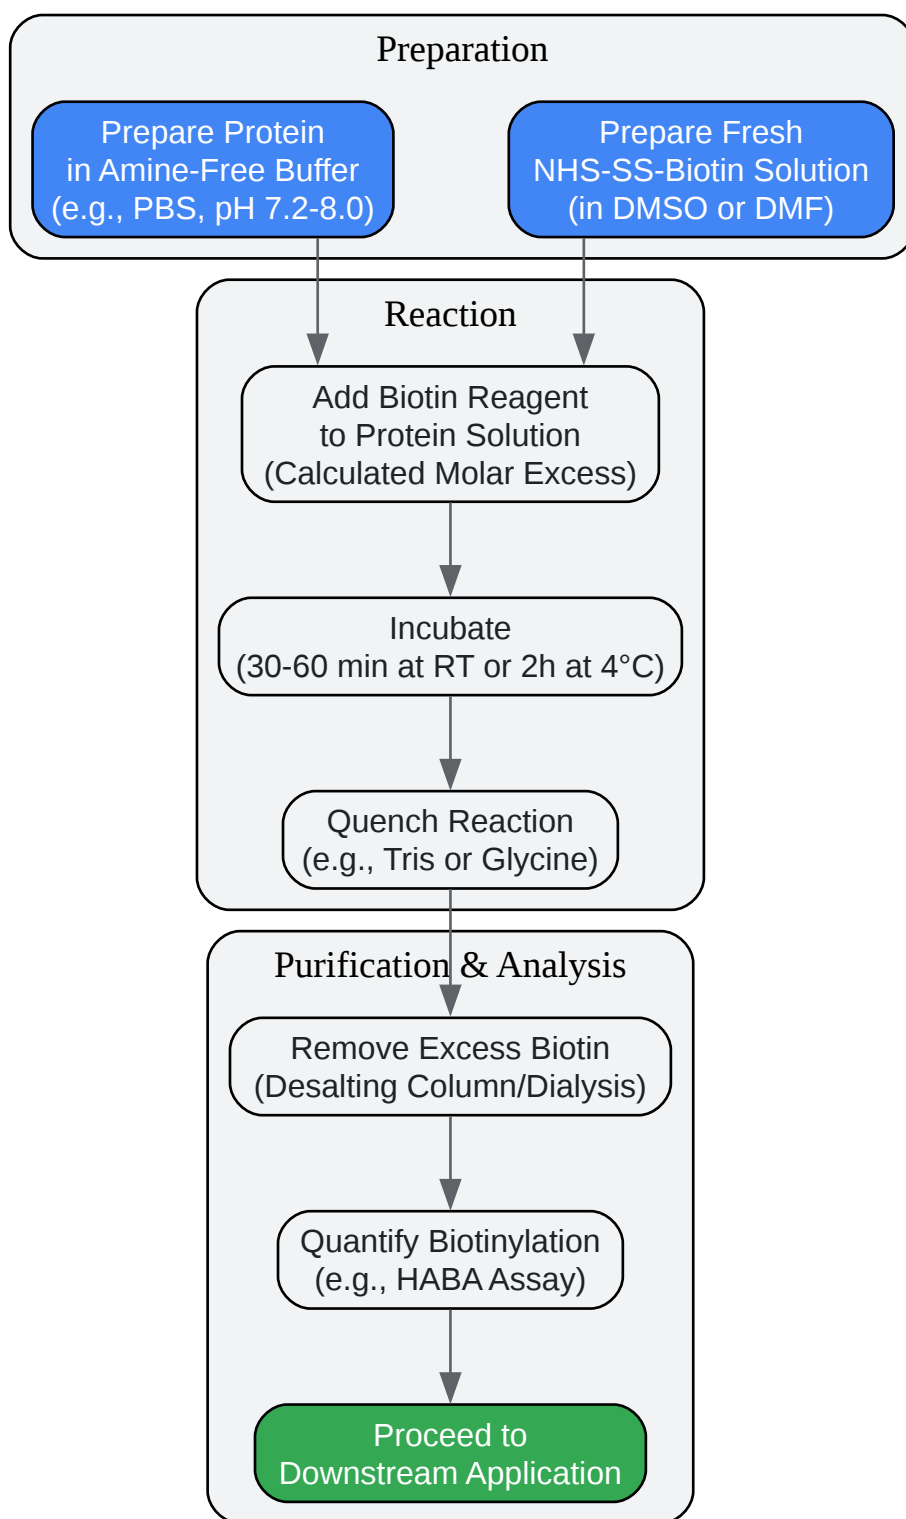 Preparation
Prepare Protein
in Amine-Free Buffer
(e.g., PBS, pH 7.2-8.0)
Prepare Fresh
NHS-SS-Biotin Solution
(in DMSO or DMF)
Reaction
Add Biotin Reagent
to Protein Solution
(Calculated Molar Excess)
Incubate
(30-60 min at RT or 2h at 4°C)
Quench Reaction
(e.g., Tris or Glycine)
Purification & Analysis
Remove Excess Biotin
(Desalting Column/Dialysis)
Quantify Biotinylation
(e.g., HABA Assay)
Proceed to
Downstream Application